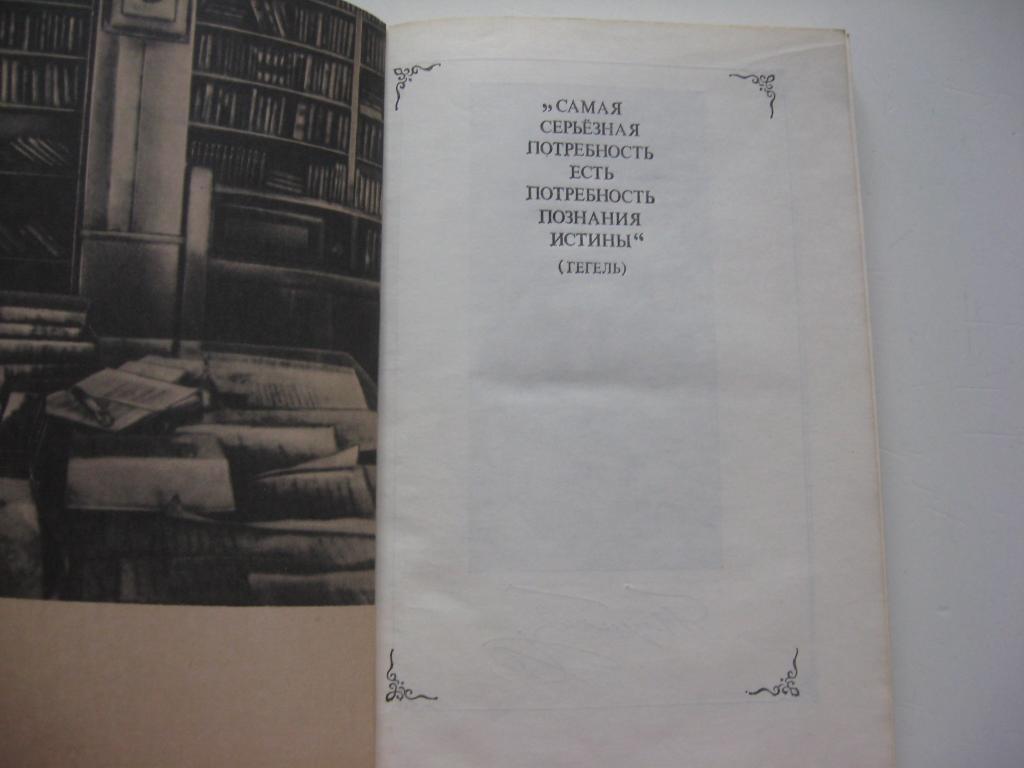 „САМАЯ
СЕРЬЁЗНАЯ
ПОТРЕБНОСТЬ
ЕСТЬ
ПОТРЕБНОСТЬ
ПОЗНАНИЯ
ИСТИНЫ“
(ГЕГЕЛЬ)